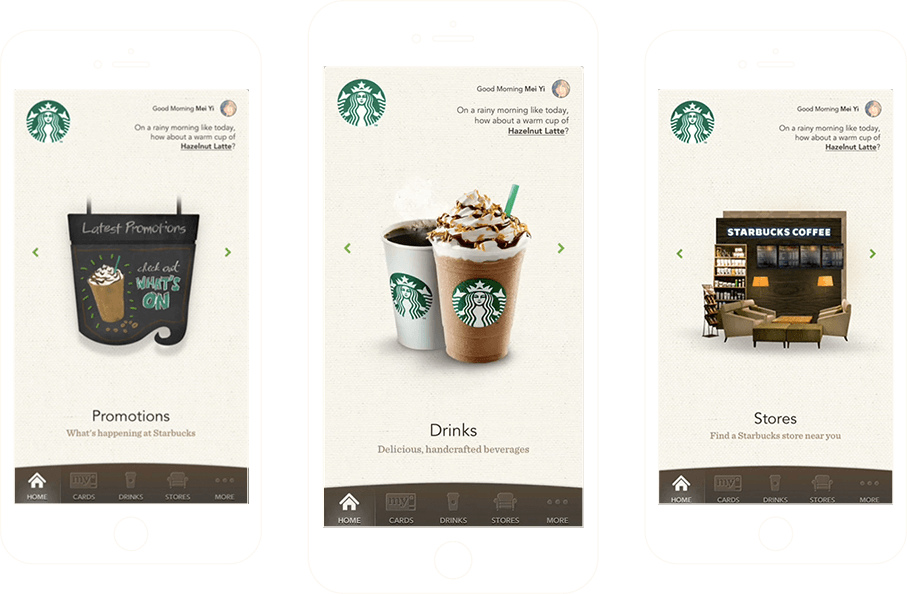 Good Morning Mei Yi
On a rainy morning like today,
how about a warm cup of
Hazelnut Latte?
Latest Promotions
check out
WHAT'S
ON
Promotions
What's happening at Starbucks
HOME
CARDS
DRINKS
STORES
MORE
Good Morning Mei Yi
On a rainy morning like today,
how about a warm cup of
Hazelnut Latte?
Drinks
Delicious, handcrafted beverages
HOME
my
CARDS
DRINKS
STORES
MORE
Good Morning Mei Yi
On a rainy morning like today,
how about a warm cup of
Hazelnut Latte?
STARBUCKS COFFEE
Stores
Find a Starbucks store near you
HOME
CARDS
DRINKS
STORES
MORE